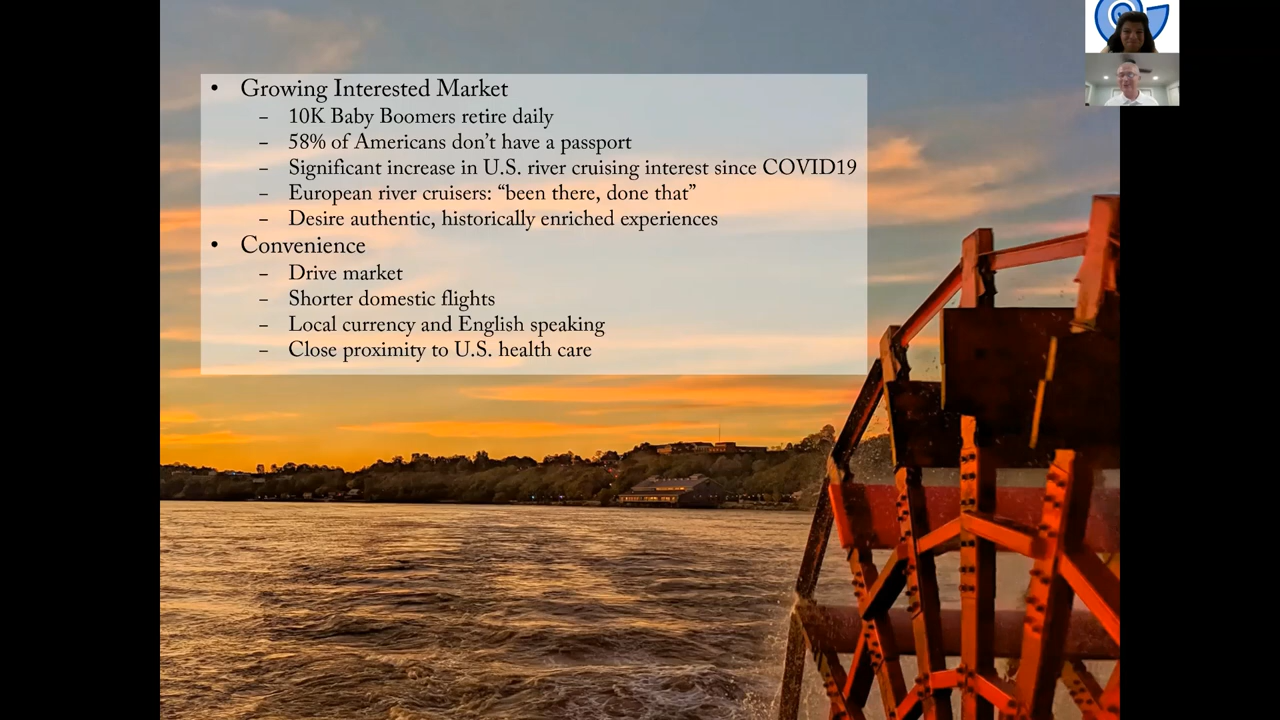 • Growing Interested Market
– 10K Baby Boomers retire daily
– 58% of Americans don’t have a passport
– Significant increase in U.S. river cruising interest since COVID19
– European river cruisers: “been there, done that”
– Desire authentic, historically enriched experiences
• Convenience
– Drive market
– Shorter domestic flights
– Local currency and English speaking
– Close proximity to U.S. health care